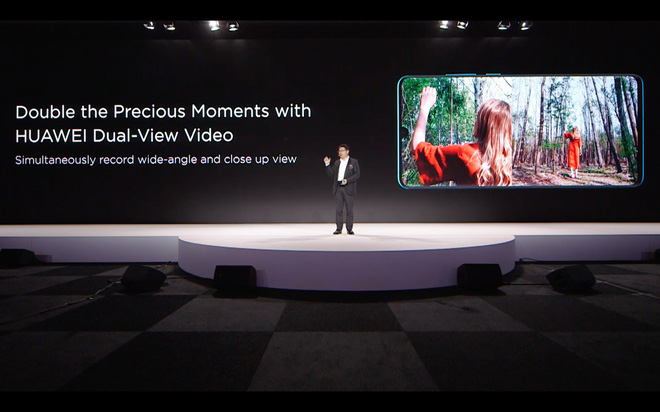 Double the Precious Moments with
HUAWEI Dual-View Video
Simultaneously record wide-angle and close up view